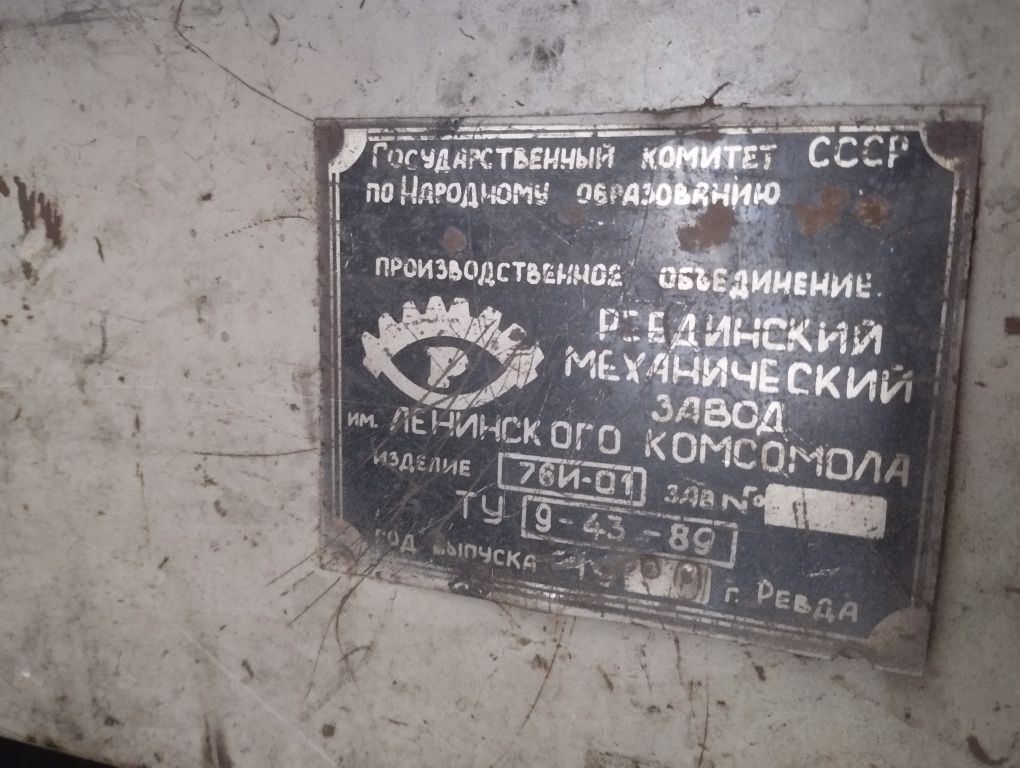 Государственный комитет СССР
по Народному образованию
производственное объединение
Р
Ревдинский
механический
завод
им. Ленинского комсомола
изделие 76И-01 зав №
ТУ 9-43-89
год выпуска г. Ревда